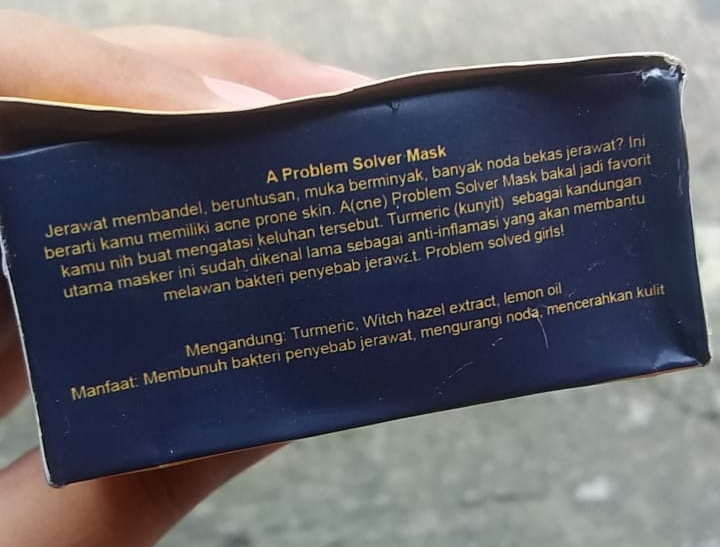 A Problem Solver Mask
Jerawat membandel, beruntusan, muka berminyak, banyak noda bekas jerawat? Ini
berarti kamu memiliki acne prone skin. A(cne) Problem Solver Mask bakal jadi favorit
kamu nih buat mengatasi keluhan tersebut. Turmeric (kunyit) sebagai kandungan
utama masker ini sudah dikenal lama sebagai anti-inflamasi yang akan membantu
melawan bakteri penyebab jerawat. Problem solved girls!
Mengandung: Turmeric, Witch hazel extract, lemon oil
Manfaat: Membunuh bakteri penyebab jerawat, mengurangi noda, mencerahkan kulit